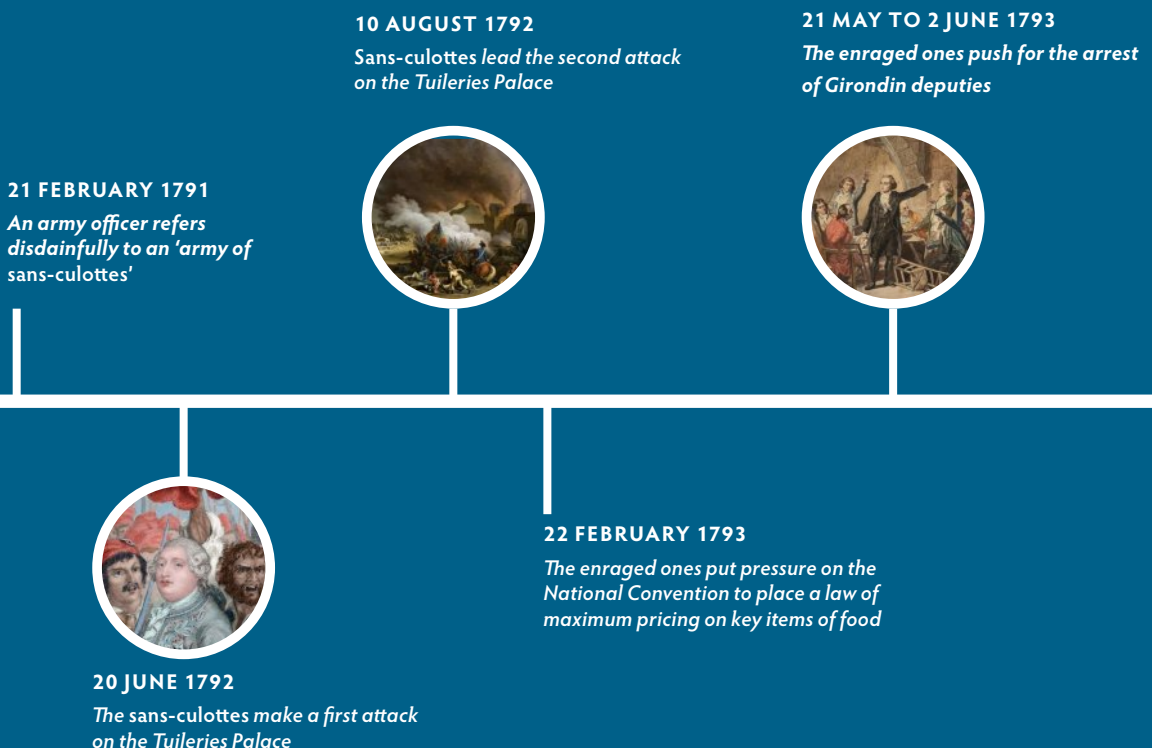 21 FEBRUARY 1791
An army officer refers
disdainfully to an ‘army of
sans-culottes’
20 JUNE 1792
The sans-culottes make a first attack
on the Tuileries Palace
10 AUGUST 1792
Sans-culottes lead the second attack
on the Tuileries Palace
22 FEBRUARY 1793
The enraged ones put pressure on the
National Convention to place a law of
maximum pricing on key items of food
21 MAY TO 2 JUNE 1793
The enraged ones push for the arrest
of Girondin deputies